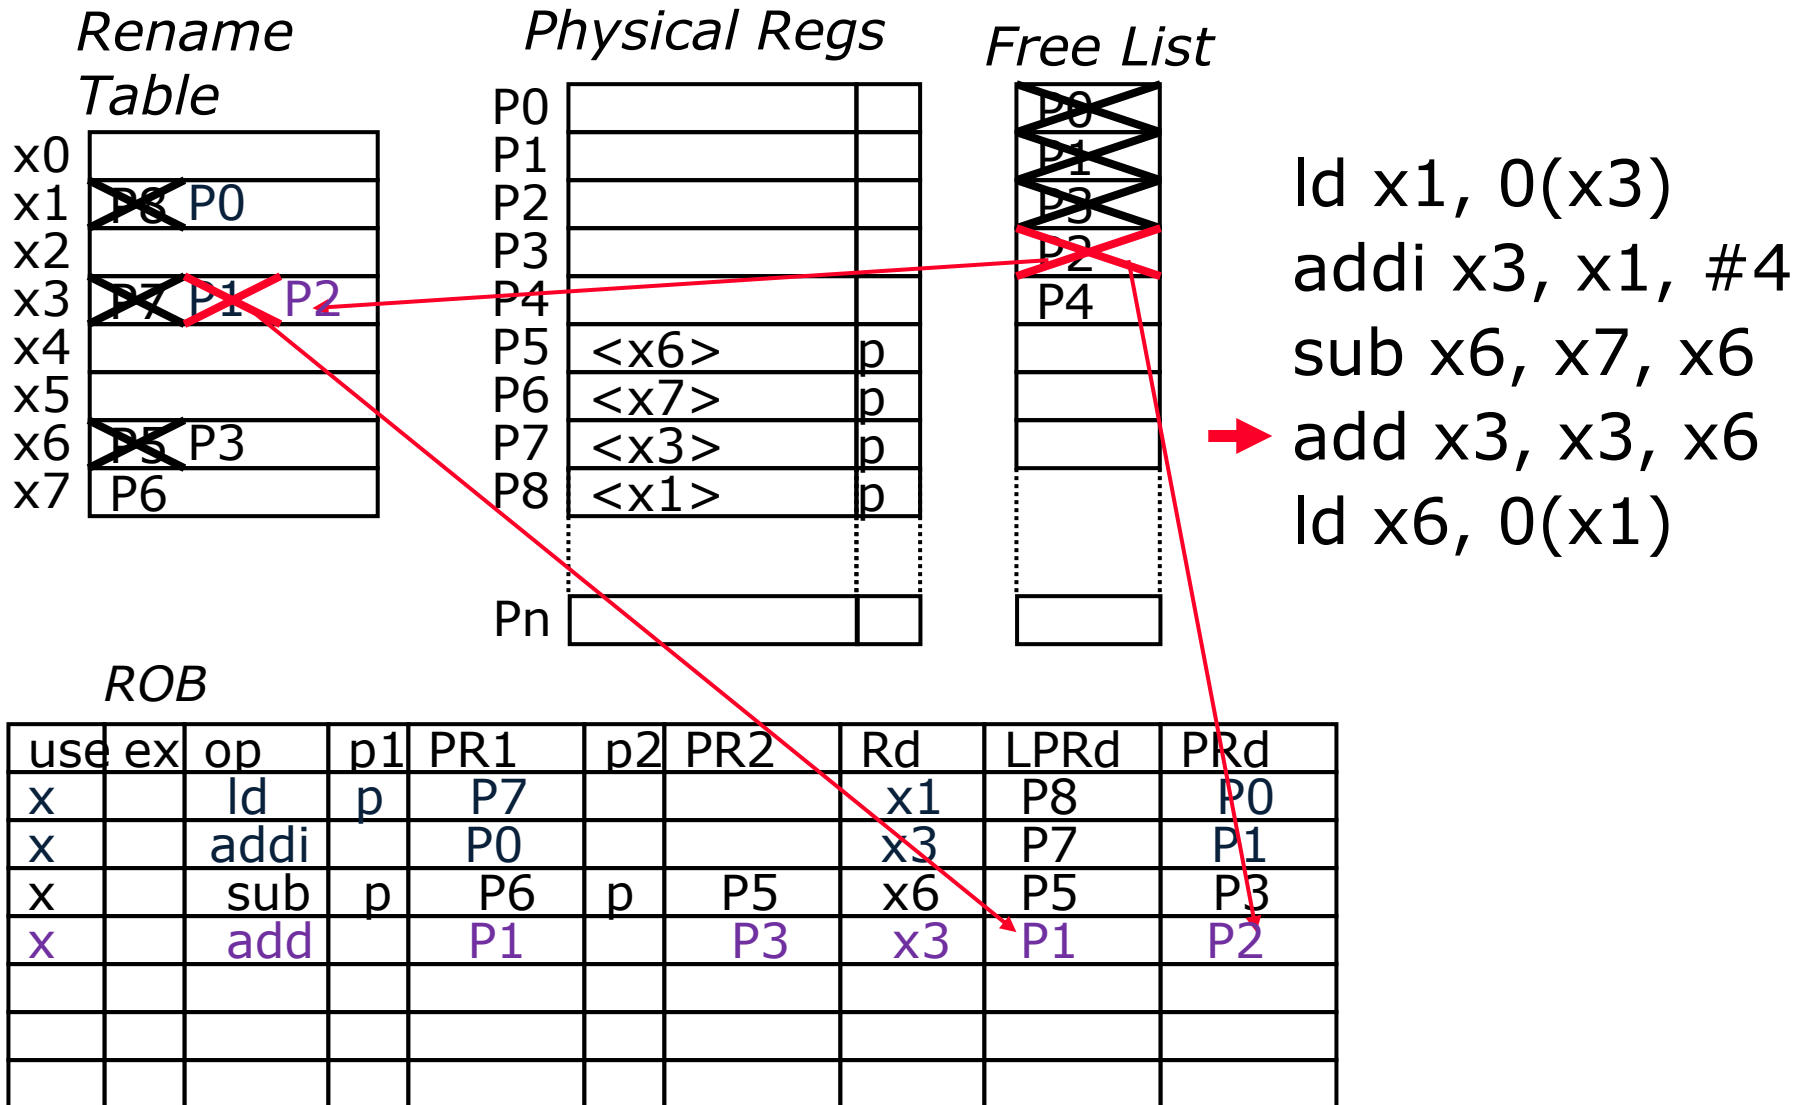 Rename Table
x0
x1 P8 P0
x2
x3 P7 P1 P2
x4
x5
x6 P5 P3
x7 P6
Physical Regs
P0
P1
P2
P3
P4
P5 <x6> p
P6 <x7> p
P7 <x3> p
P8 <x1> p
Pn
Free List
P0
P1
P3
P2
P4
ld x1, 0(x3)
addi x3, x1, #4
sub x6, x7, x6
add x3, x3, x6
ld x6, 0(x1)
ROB
use ex op p1 PR1 p2 PR2 Rd LPRd PRd
x ld p P7 x1 P8 P0
x addi P0 x3 P7 P1
x sub p P6 p P5 x6 P5 P3
x add P1 P3 x3 P1 P2